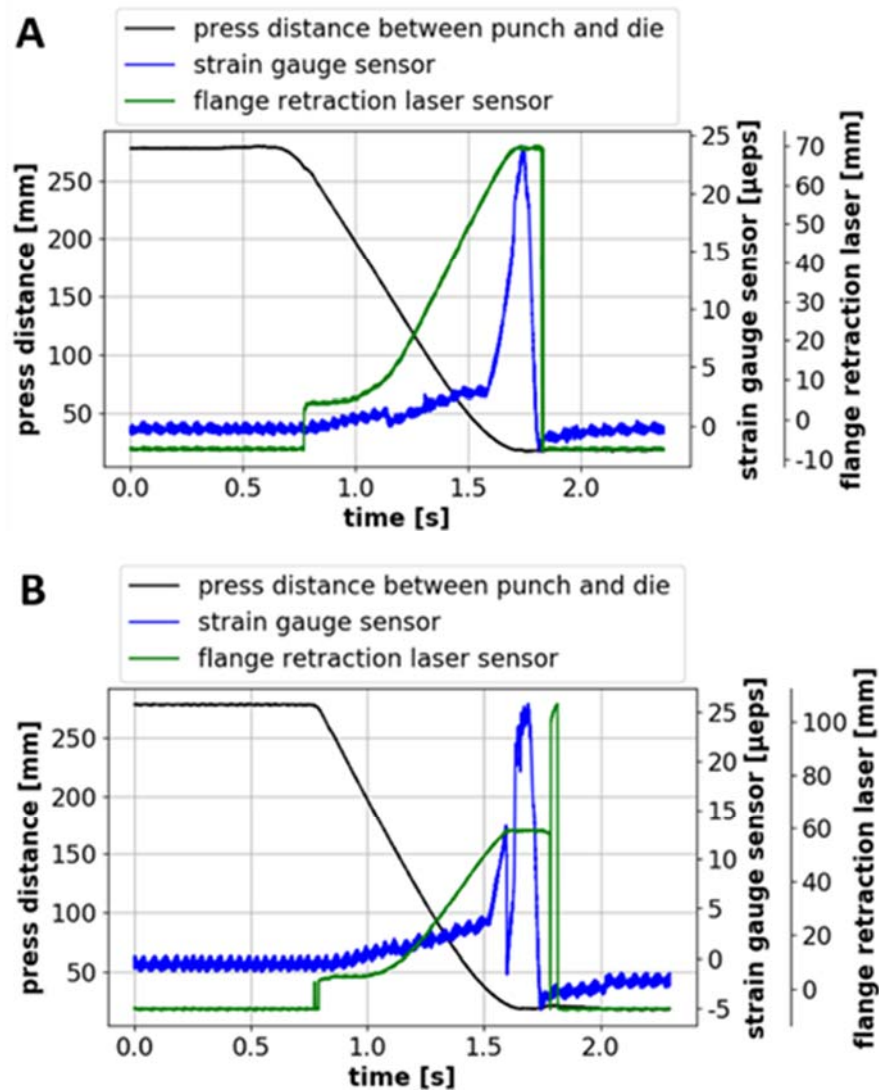 A
press distance between punch and die
strain gauge sensor
flange retraction laser sensor
press distance [mm]
250
200
150
100
50
0.0 0.5 1.0 1.5 2.0
time [s]
25
20
15
10
5
0
strain gauge sensor [µeps]
70
60
50
40
30
20
10
0
-10
flange retraction laser [mm]
B
press distance between punch and die
strain gauge sensor
flange retraction laser sensor
press distance [mm]
250
200
150
100
50
0.0 0.5 1.0 1.5 2.0
time [s]
25
20
15
10
5
0
-5
strain gauge sensor [µeps]
100
80
60
40
20
0
flange retraction laser [mm]